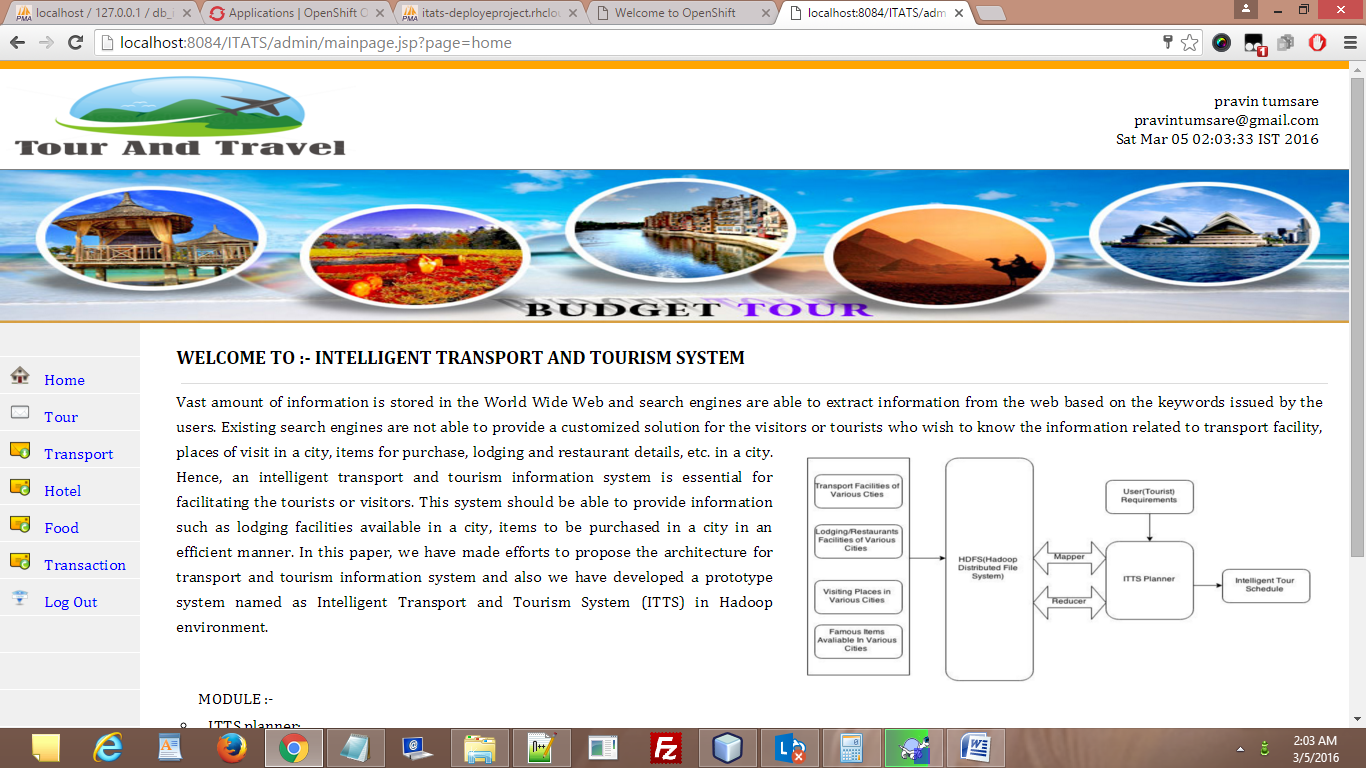 localhost / 127.0.0.1 / db_i
Applications | OpenShift O
itats-deployeproject.rhclou
Welcome to OpenShift
localhost:8084/ITATS/adm
localhost:8084/ITATS/admin/mainpage.jsp?page=home
1
Tour And Travel
pravin tumsare
pravintumsare@gmail.com
Sat Mar 05 02:03:33 IST 2016
BUDGET TOUR
Home
Tour
Transport
Hotel
Food
Transaction
Log Out
WELCOME TO :- INTELLIGENT TRANSPORT AND TOURISM SYSTEM
Vast amount of information is stored in the World Wide Web and search engines are able to extract information from the web based on the keywords issued by the
users. Existing search engines are not able to provide a customized solution for the visitors or tourists who wish to know the information related to transport facility,
places of visit in a city, items for purchase, lodging and restaurant details, etc. in a city.
Hence, an intelligent transport and tourism information system is essential for
facilitating the tourists or visitors. This system should be able to provide information
such as lodging facilities available in a city, items to be purchased in a city in an
efficient manner. In this paper, we have made efforts to propose the architecture for
transport and tourism information system and also we have developed a prototype
system named as Intelligent Transport and Tourism System (ITTS) in Hadoop
environment.
Transport Facilities of
Various Cties
Lodging/Restaurants
Facilities of Various
Cities
Visiting Places in
Various Cities
Famous Items
Avaliable In Various
Cities
HDFS(Hadoop
Distributed File
System)
Mapper
Reducer
User(Tourist)
Requirements
ITTS Planner
Intelligent Tour
Schedule
MODULE :-
ITTS planner:
2:03 AM
3/5/2016